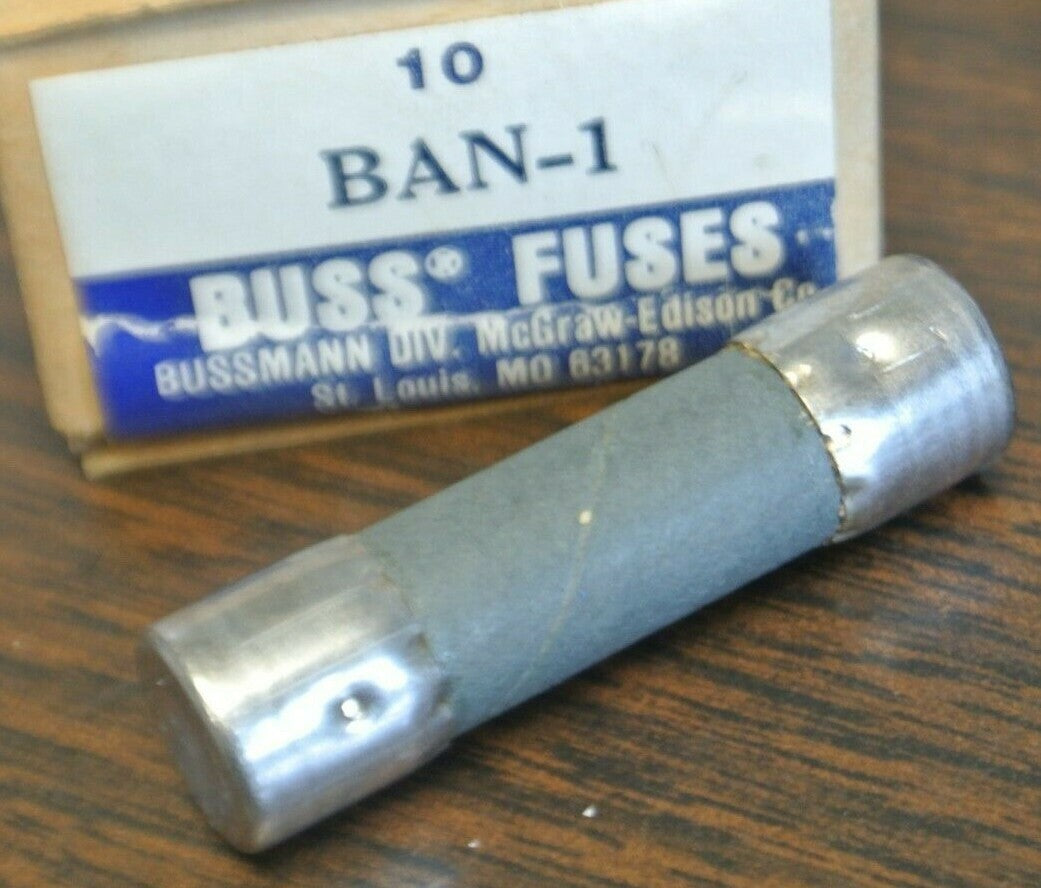 10
BAN-1
BUSS® FUSES
BUSSMANN DIV. McGraw-Edison Co.
St. Louis, MO 63178